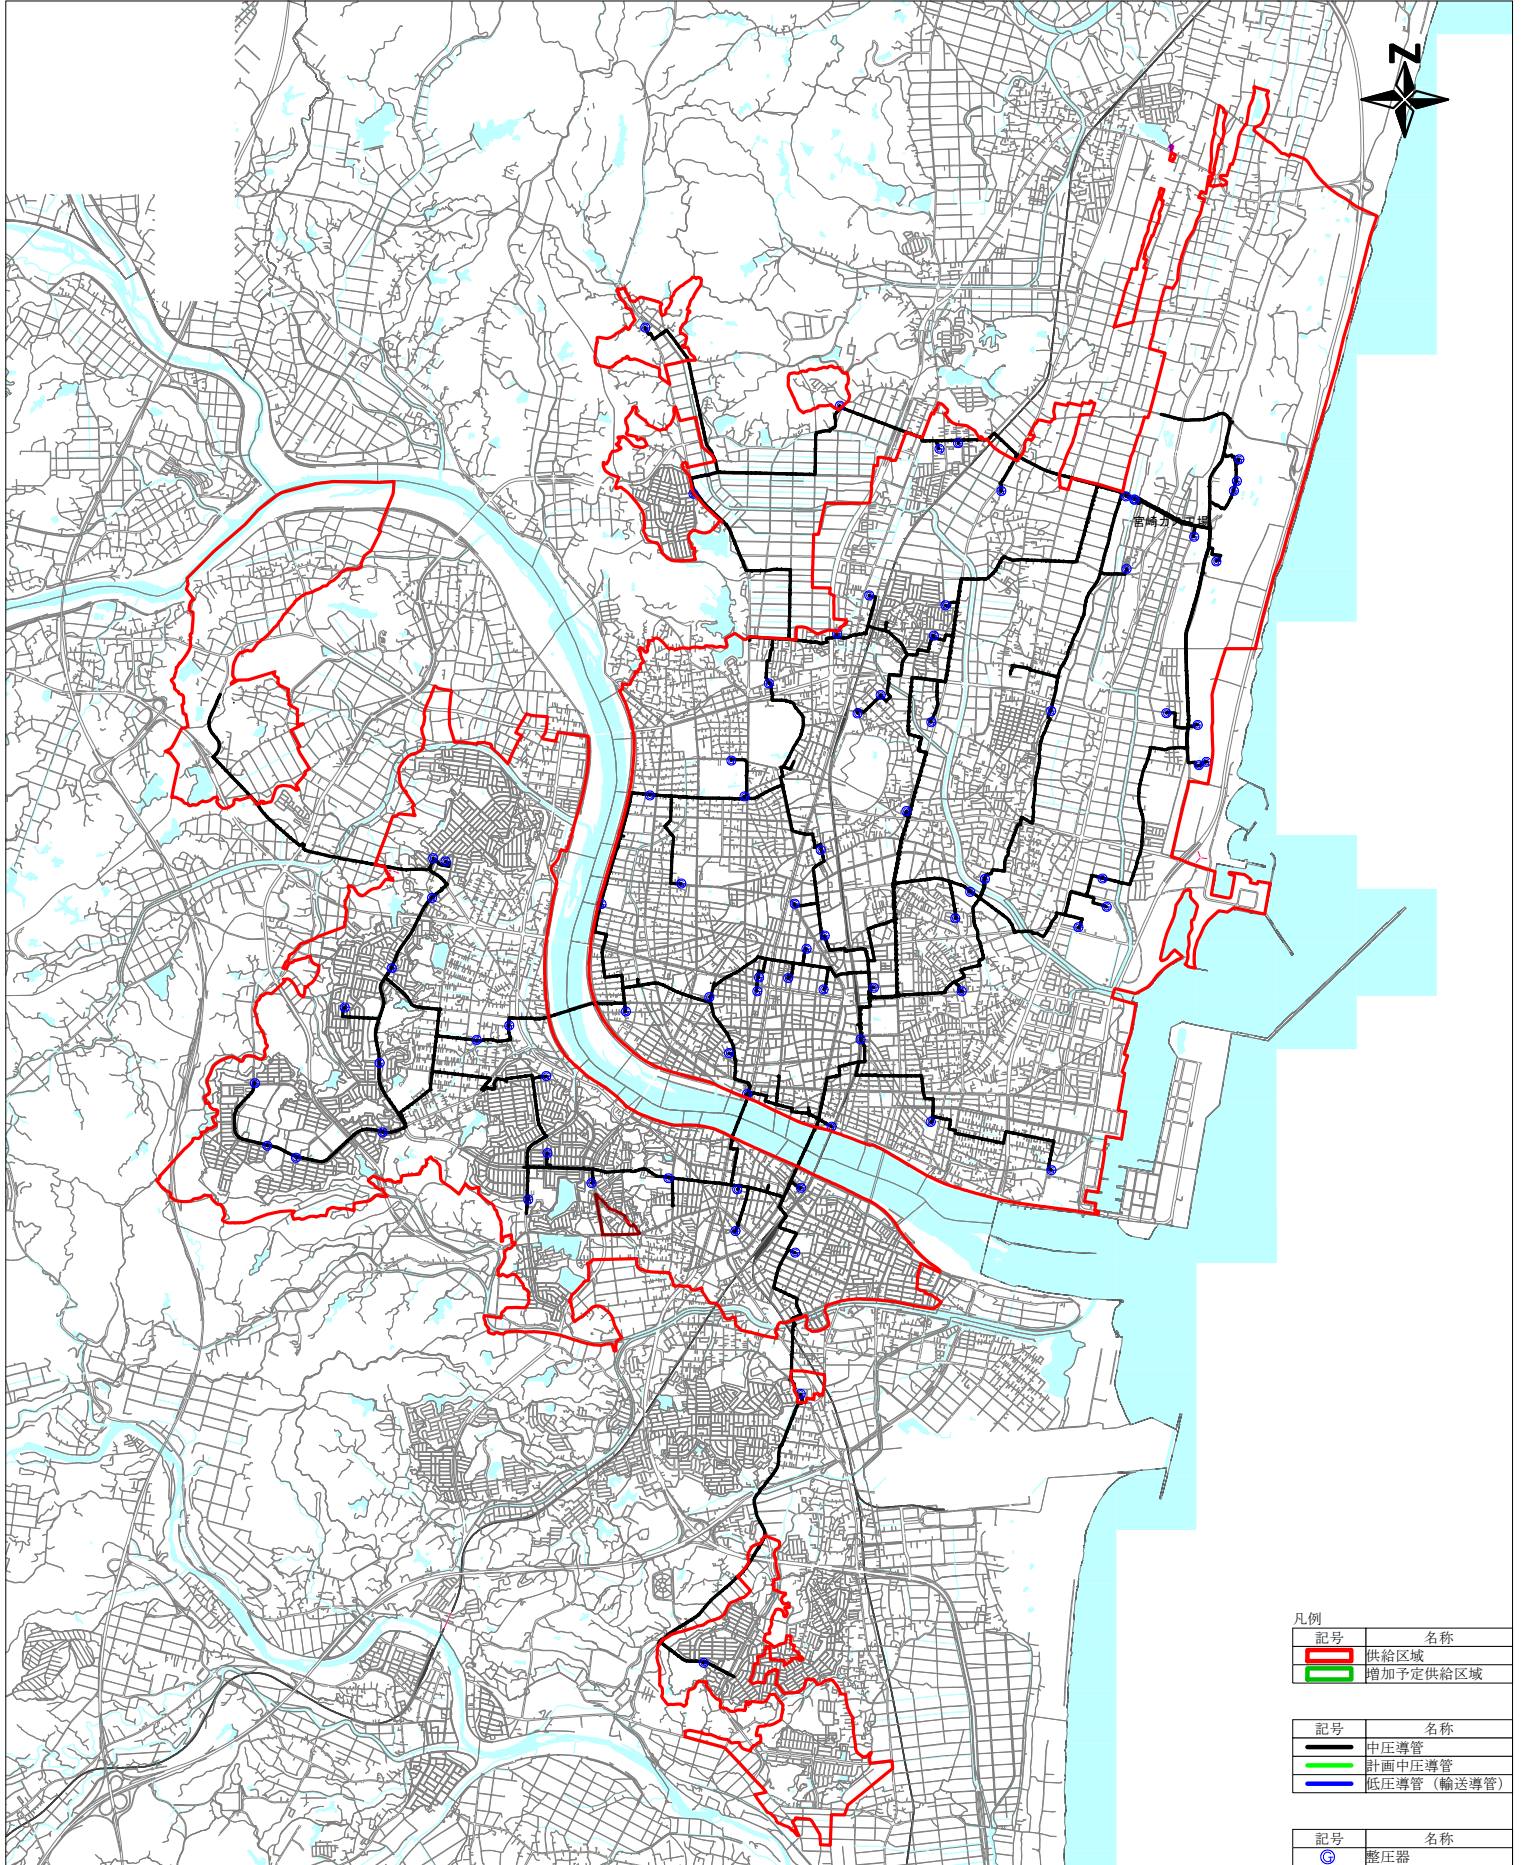 N
宮崎ガス工場
凡例
記号 名称
供給区域
増加予定供給区域
記号 名称
中圧導管
計画中圧導管
低圧導管（輸送導管）
記号 名称
G 整圧器